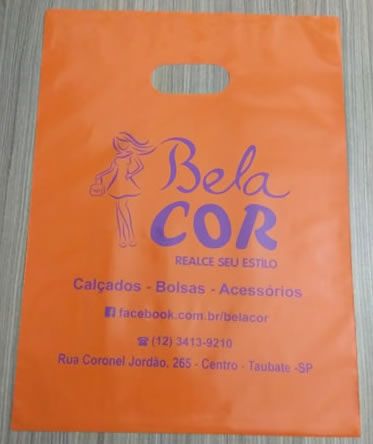 Bela
COR
REALCE SEU ESTILO
Calçados - Bolsas - Acessórios
facebook.com.br/belacor
(12) 3413-9210
Rua Coronel Jordão, 265 - Centro - Taubate -SP